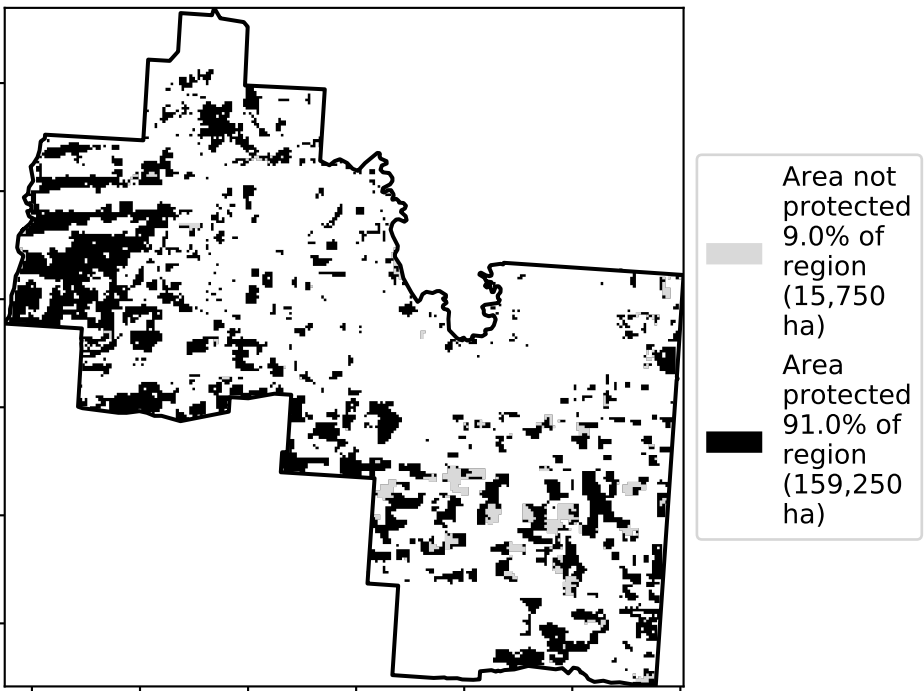 Area not
protected
9.0% of
region
(15,750
ha)
Area
protected
91.0% of
region
(159,250
ha)